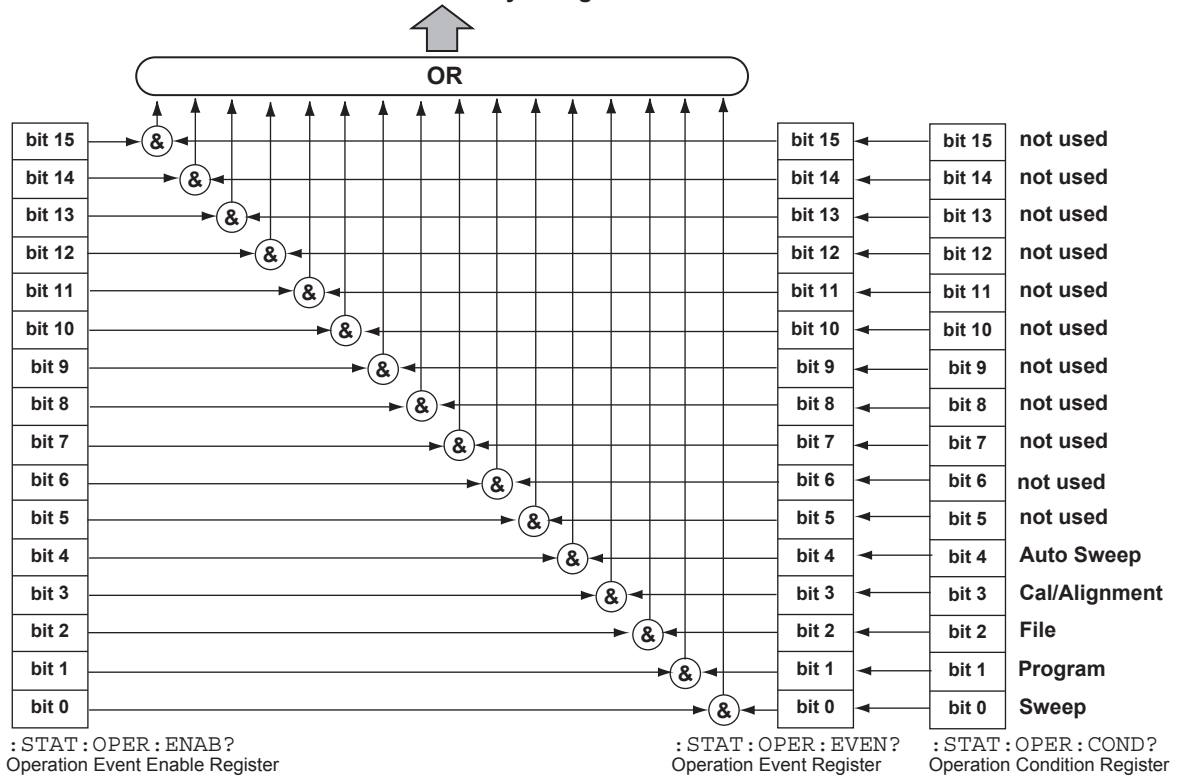 OR
bit 15 & bit 15 bit 15 not used
bit 14 & bit 14 bit 14 not used
bit 13 & bit 13 bit 13 not used
bit 12 & bit 12 bit 12 not used
bit 11 & bit 11 bit 11 not used
bit 10 & bit 10 bit 10 not used
bit 9 & bit 9 bit 9 not used
bit 8 & bit 8 bit 8 not used
bit 7 & bit 7 bit 7 not used
bit 6 & bit 6 bit 6 not used
bit 5 & bit 5 bit 5 not used
bit 4 & bit 4 bit 4 Auto Sweep
bit 3 & bit 3 bit 3 Cal/Alignment
bit 2 & bit 2 bit 2 File
bit 1 & bit 1 bit 1 Program
bit 0 & bit 0 bit 0 Sweep
:STAT:OPER:ENAB? :STAT:OPER:EVEN? :STAT:OPER:COND?
Operation Event Enable Register Operation Event Register Operation Condition Register